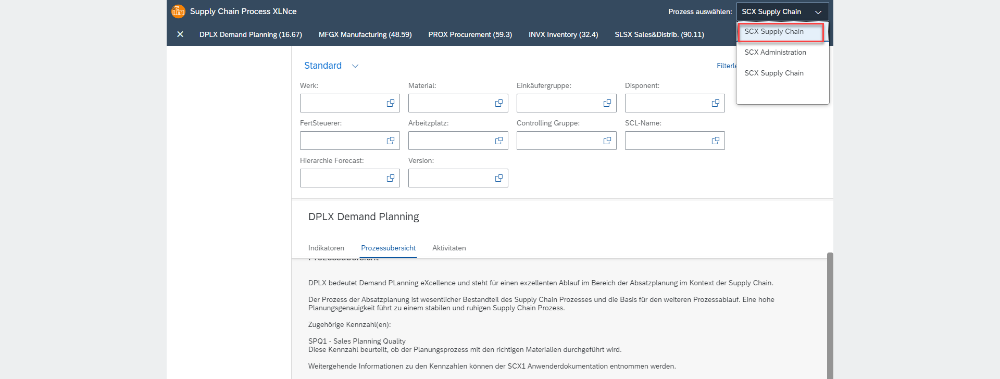 ifm Supply Chain Process XLNce Prozess auswählen: SCX Supply Chain
DPLX Demand Planning (16.67) MFGX Manufacturing (48.59) PROX Procurement (59.3) INVX Inventory (32.4) SLSX Sales&Distrib. (90.11)
SCX Supply Chain
SCX Administration
SCX Supply Chain
Standard Filterle
Werk: Material: Einkäufergruppe: Disponent:
FertSteuerer: Arbeitzplatz: Controlling Gruppe: SCL-Name:
Hierarchie Forecast: Version:
DPLX Demand Planning
Indikatoren Prozessübersicht Aktivitäten
Prozessübersicht
DPLX bedeutet Demand PLanning eXcellence und steht für einen exzellenten Ablauf im Bereich der Absatzplanung im Kontext der Supply Chain.
Der Prozess der Absatzplanung ist wesentlicher Bestandteil des Supply Chain Prozesses und die Basis für den weiteren Prozessablauf. Eine hohe
Planungsgenauigkeit führt zu einem stabilen und ruhigen Supply Chain Prozess.
Zugehörige Kennzahl(en):
SPQ1 - Sales Planning Quality
Diese Kennzahl beurteilt, ob der Planungsprozess mit den richtigen Materialien durchgeführt wird.
Weitergehende Informationen zu den Kennzahlen können der SCX1 Anwenderdokumentation entnommen werden.